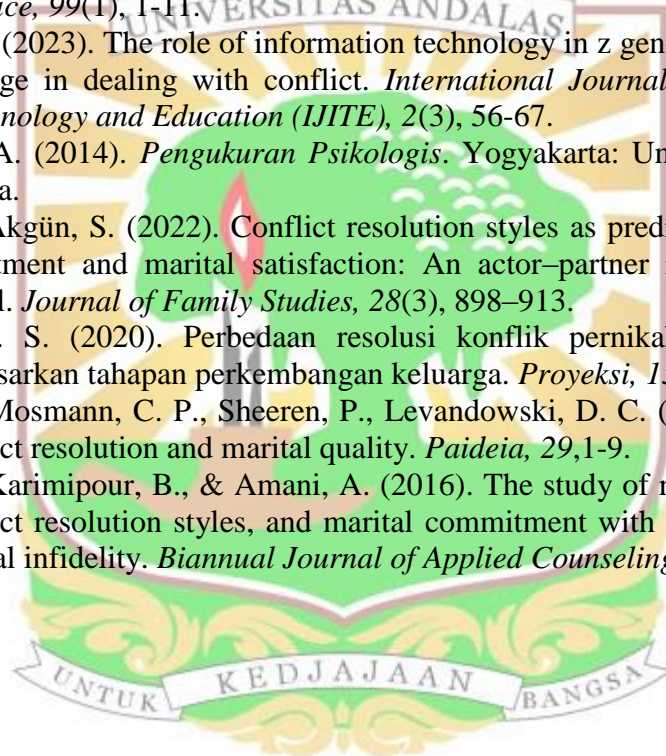 ace, 99(1), 1-11.
UNIVERSITAS ANDALAS
(2023). The role of information technology in z gen
ge in dealing with conflict. International Journal
nology and Education (IJITE), 2(3), 56-67.
A. (2014). Pengukuran Psikologis. Yogyakarta: Un
a.
Akgün, S. (2022). Conflict resolution styles as predi
tment and marital satisfaction: An actor–partner
l. Journal of Family Studies, 28(3), 898–913.
. S. (2020). Perbedaan resolusi konflik pernika
sarkan tahapan perkembangan keluarga. Proyeksi, 1
Mosmann, C. P., Sheeren, P., Levandowski, D. C. (
ct resolution and marital quality. Paideia, 29,1-9.
Karimipour, B., & Amani, A. (2016). The study of r
ct resolution styles, and marital commitment with
al infidelity. Biannual Journal of Applied Counseling
UNTUK KEDJAJAAN BANGSA